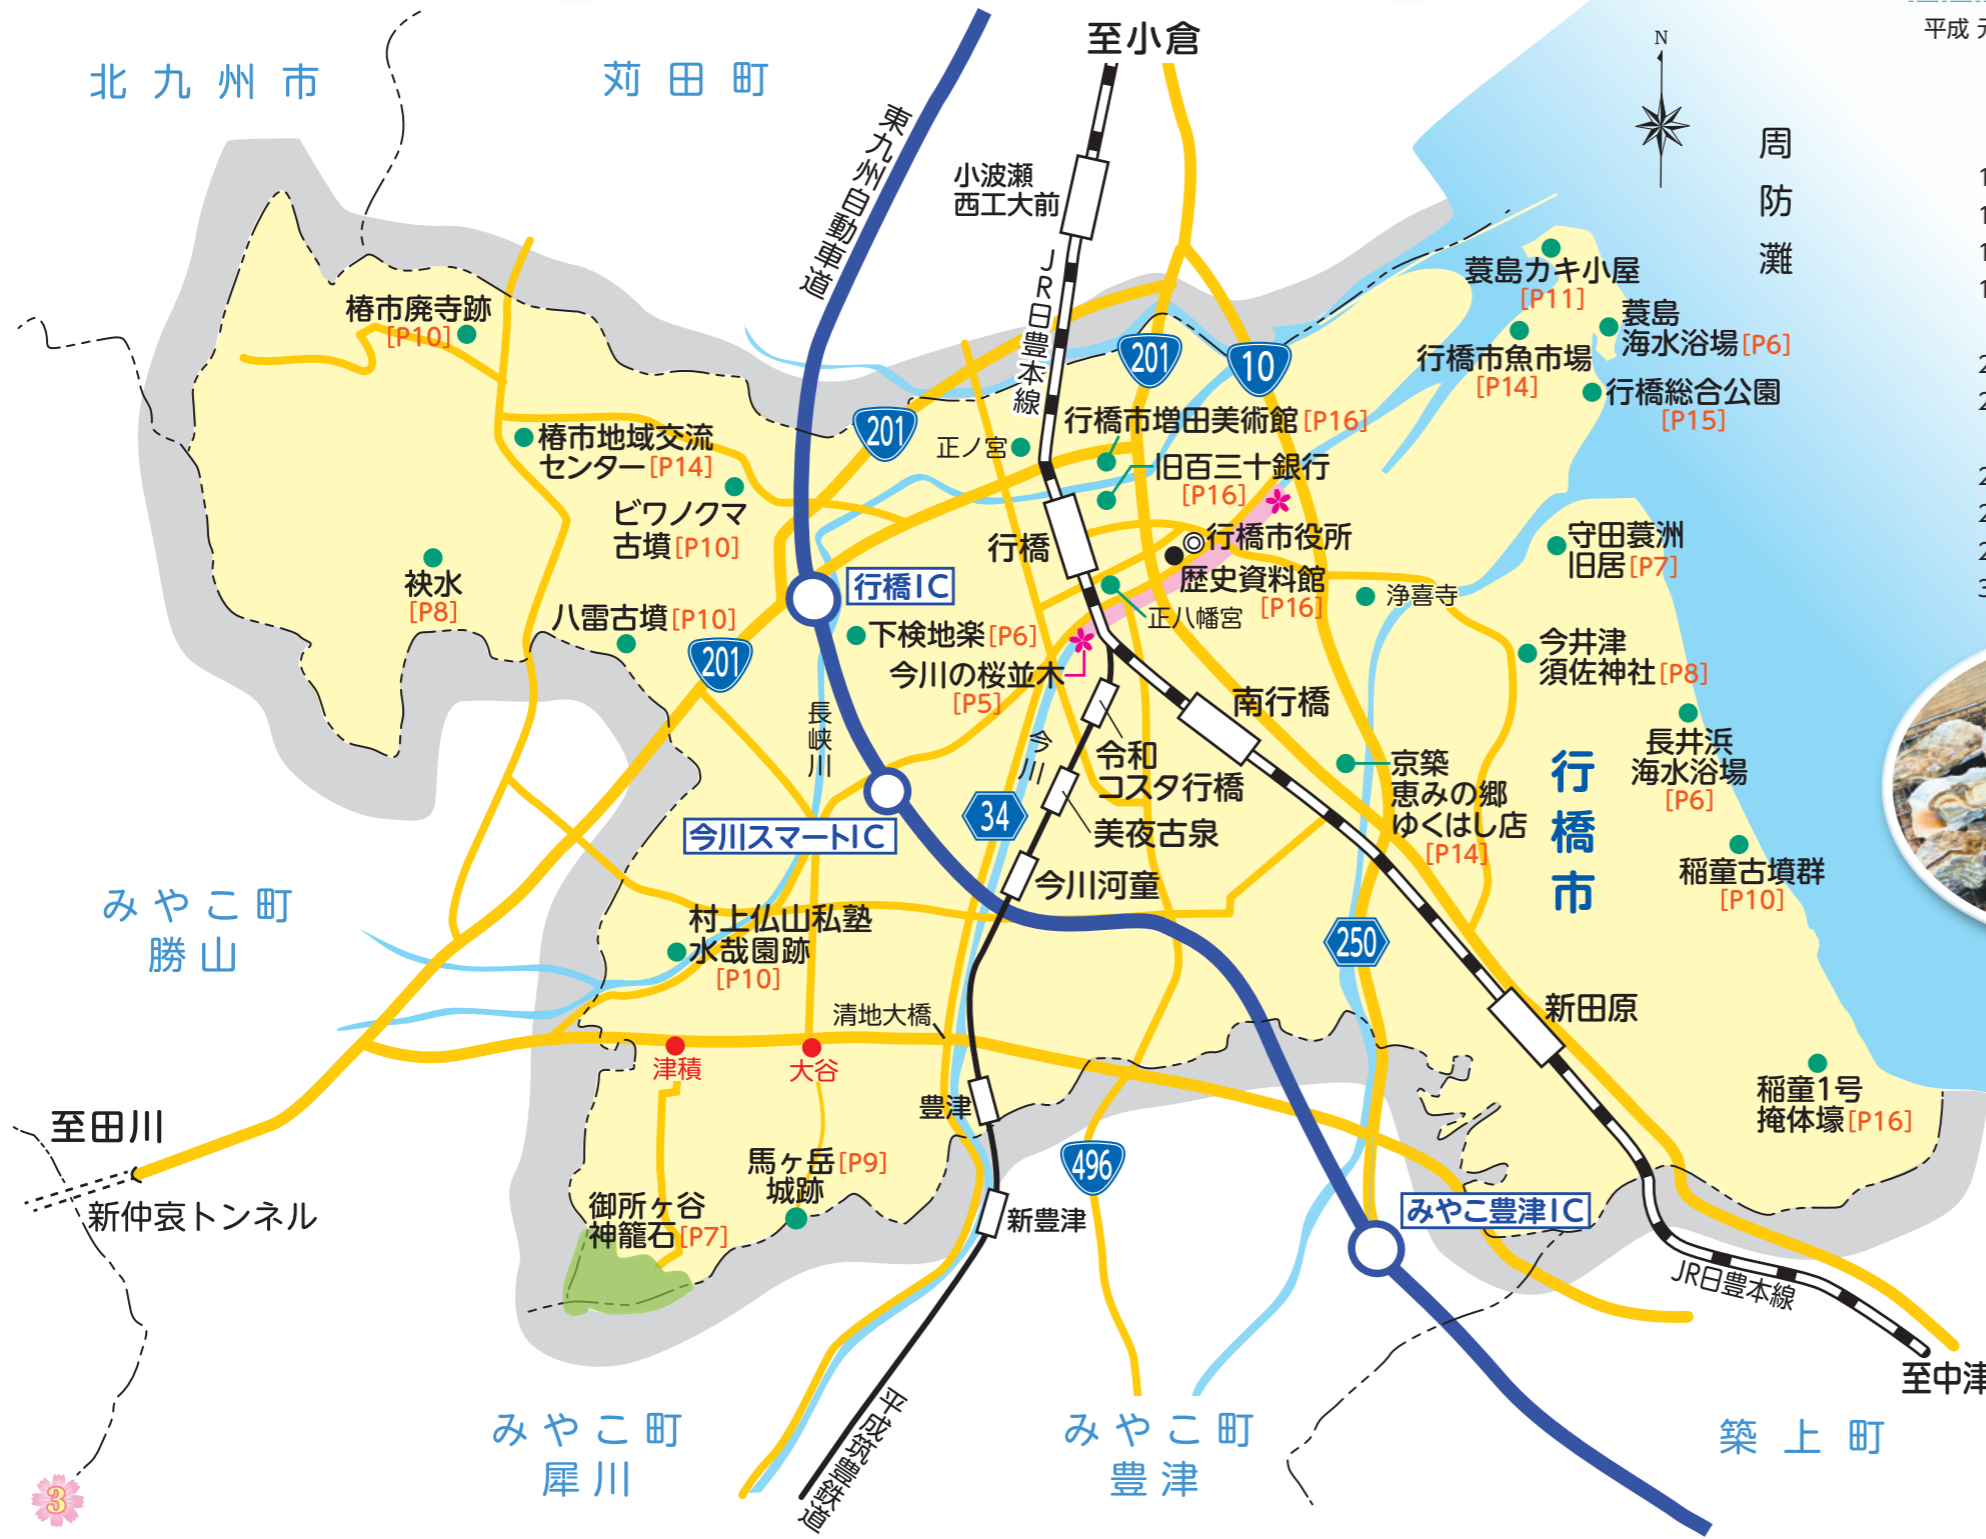 北九州市
苅田町
至小倉
平成
N
周防灘
東九州自動車道
小波瀬
西工大前
JR日豊本線
蓑島カキ小屋
[P11]
蓑島
海水浴場[P6]
行橋市魚市場
[P14]
行橋総合公園
[P15]
椿市廃寺跡
[P10]
201
10
201
行橋市増田美術館[P16]
正ノ宮
旧百三十銀行
[P16]
椿市地域交流
センター[P14]
ビワノクマ
古墳[P10]
行橋
行橋市役所
歴史資料館
[P16]
守田蓑洲
旧居[P7]
袂水
[P8]
行橋IC
正八幡宮
浄喜寺
八雷古墳[P10]
下検地楽[P6]
201
今川の桜並木
[P5]
今井津
須佐神社[P8]
長峡川
今川
南行橋
令和
コスタ行橋
長井浜
海水浴場
[P6]
京築
恵みの郷
ゆくはし店
[P14]
行橋市
34
美夜古泉
今川スマートIC
今川河童
稲童古墳群
[P10]
みやこ町
勝山
村上仏山私塾
水哉園跡
[P10]
250
清地大橋
新田原
津積
大谷
稲童1号
掩体壕[P16]
豊津
至田川
新仲哀トンネル
馬ヶ岳[P9]
城跡
496
御所ヶ谷
神籠石[P7]
新豊津
みやこ豊津IC
JR日豊本線
至中津
平成筑豊鉄道
みやこ町
犀川
みやこ町
豊津
築上町
3